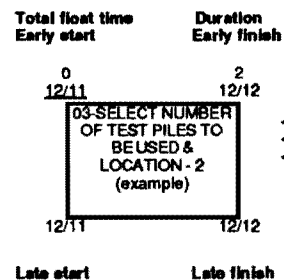 Total float time Duration
Early start Early finish
0 2
12/11 12/12
03-SELECT NUMBER
OF TEST PILES TO
BE USED &
LOCATION - 2
(example)
12/11 12/12
Late start Late finish